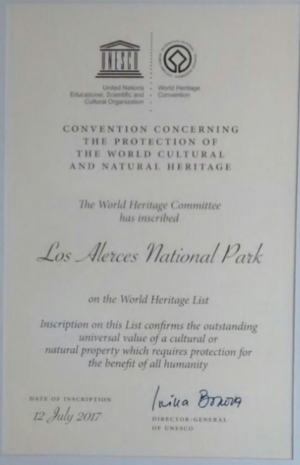 UNESCO
United Nations
Educational, Scientific and
Cultural Organization
World Heritage
Convention
CONVENTION CONCERNING
THE PROTECTION OF
THE WORLD CULTURAL
AND NATURAL HERITAGE
The World Heritage Committee
has inscribed
Los Alerces National Park
on the World Heritage List
Inscription on this List confirms the outstanding
universal value of a cultural or
natural property which requires protection for
the benefit of all humanity
DATE OF INSCRIPTION
12 July 2017
Irina Bokova
DIRECTOR-GENERAL
OF UNESCO